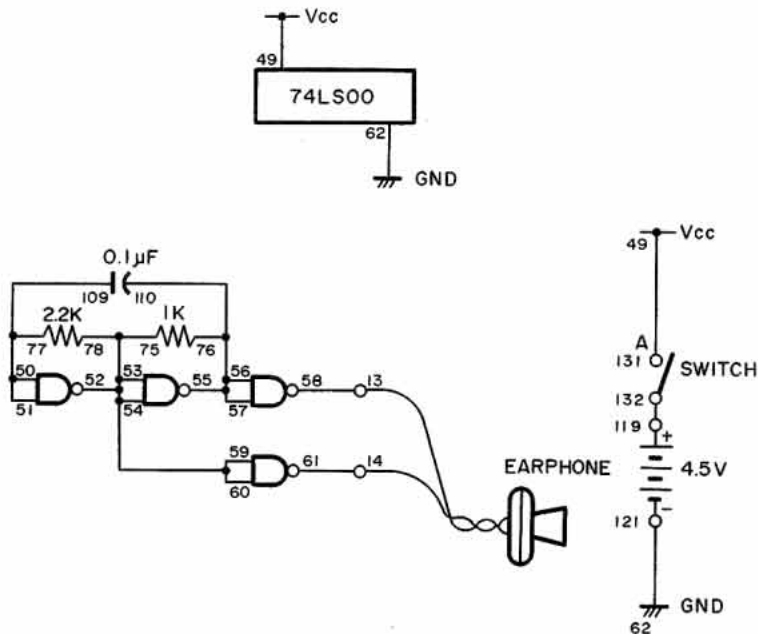 Vcc
49
74LS00
62
GND
0.1µF
109 110
2.2K 1K
77 78 75 76
50 52 53 55 56 58 13
51 54 57
59 61 14
60
EARPHONE
49 Vcc
A
131
SWITCH
132
119
+
4.5V
−
121
GND
62